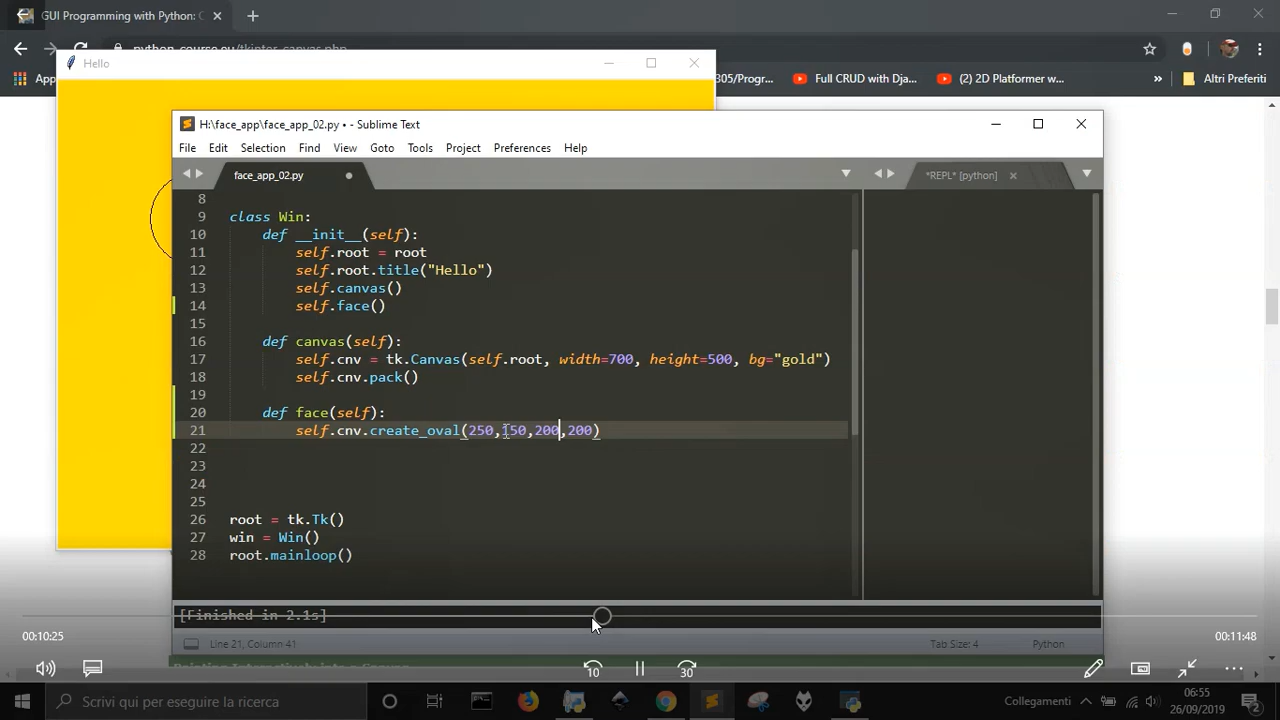 GUI Programming with Python: C
python-course.eu/tkinter_canvas.php
App
305/Progr...
Full CRUD with Dja...
(2) 2D Platformer w...
»
Altri Preferiti
Hello
H:\face_app\face_app_02.py • - Sublime Text
File Edit Selection Find View Goto Tools Project Preferences Help
face_app_02.py
*REPL* [python]
8
9 class Win:
10 def __init__(self):
11 self.root = root
12 self.root.title("Hello")
13 self.canvas()
14 self.face()
15
16 def canvas(self):
17 self.cnv = tk.Canvas(self.root, width=700, height=500, bg="gold")
18 self.cnv.pack()
19
20 def face(self):
21 self.cnv.create_oval(250,150,200,200)
22
23
24
25
26 root = tk.Tk()
27 win = Win()
28 root.mainloop()
[Finished in 2.1s]
00:10:25
00:11:48
Line 21, Column 41
Tab Size: 4
Python
Painting Interactively into a Canvas
10
30
Scrivi qui per eseguire la ricerca
Collegamenti
06:55
26/09/2019